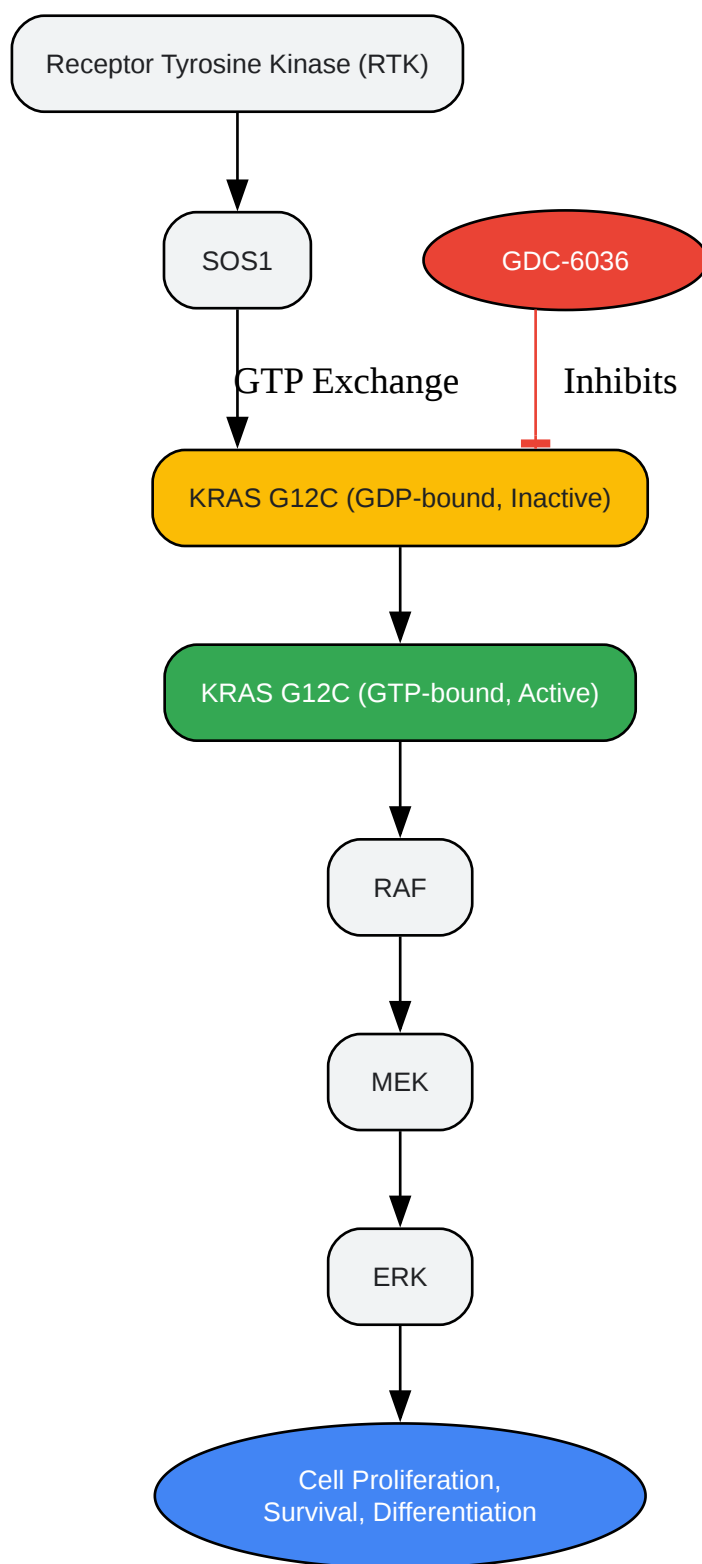 Receptor Tyrosine Kinase (RTK)
SOS1
GDC-6036
GTP Exchange
Inhibits
KRAS G12C (GDP-bound, Inactive)
KRAS G12C (GTP-bound, Active)
RAF
MEK
ERK
Cell Proliferation,
Survival, Differentiation